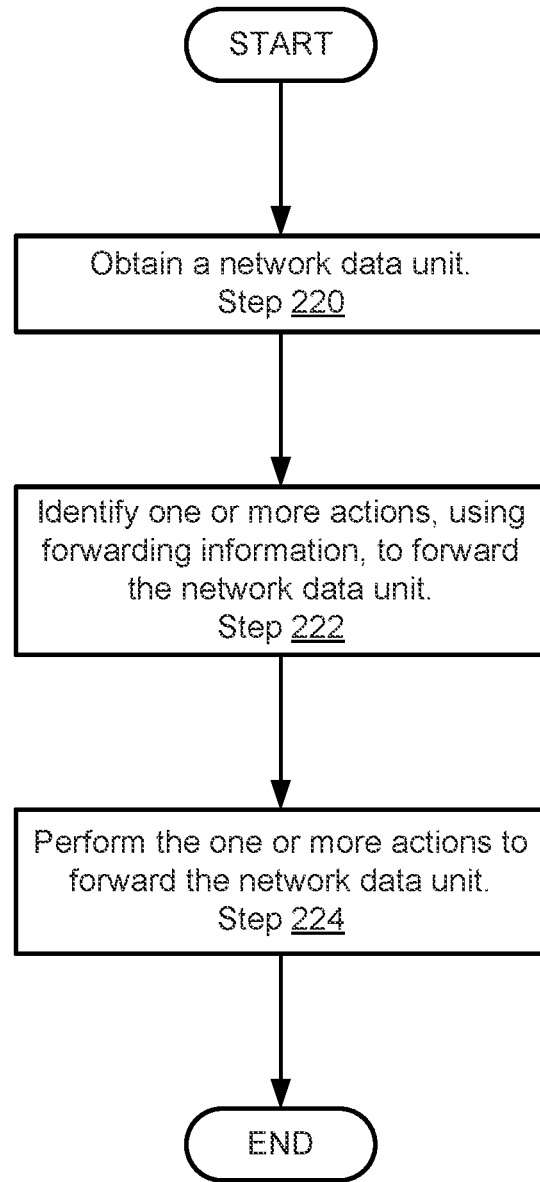 START
Obtain a network data unit.
Step 220
Identify one or more actions, using
forwarding information, to forward
the network data unit.
Step 222
Perform the one or more actions to
forward the network data unit.
Step 224
END